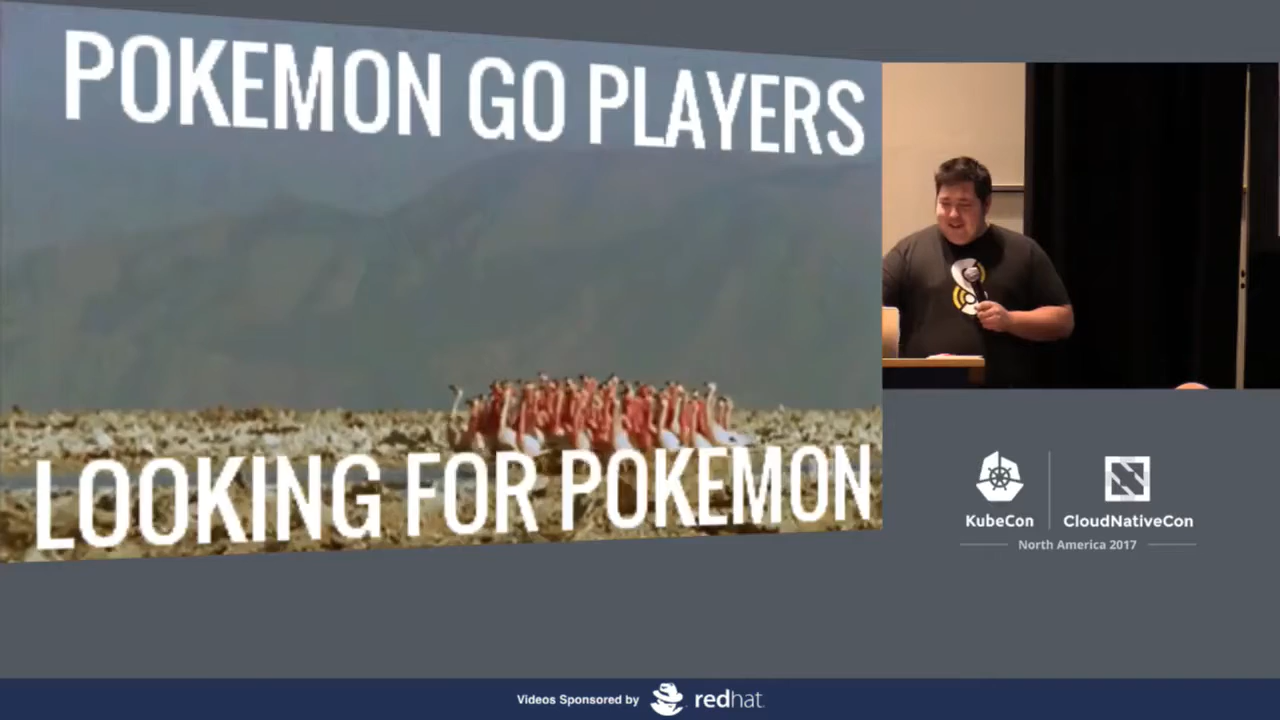 POKEMON GO PLAYERS
LOOKING FOR POKEMON
KubeCon
CloudNativeCon
North America 2017
Videos Sponsored by redhat.